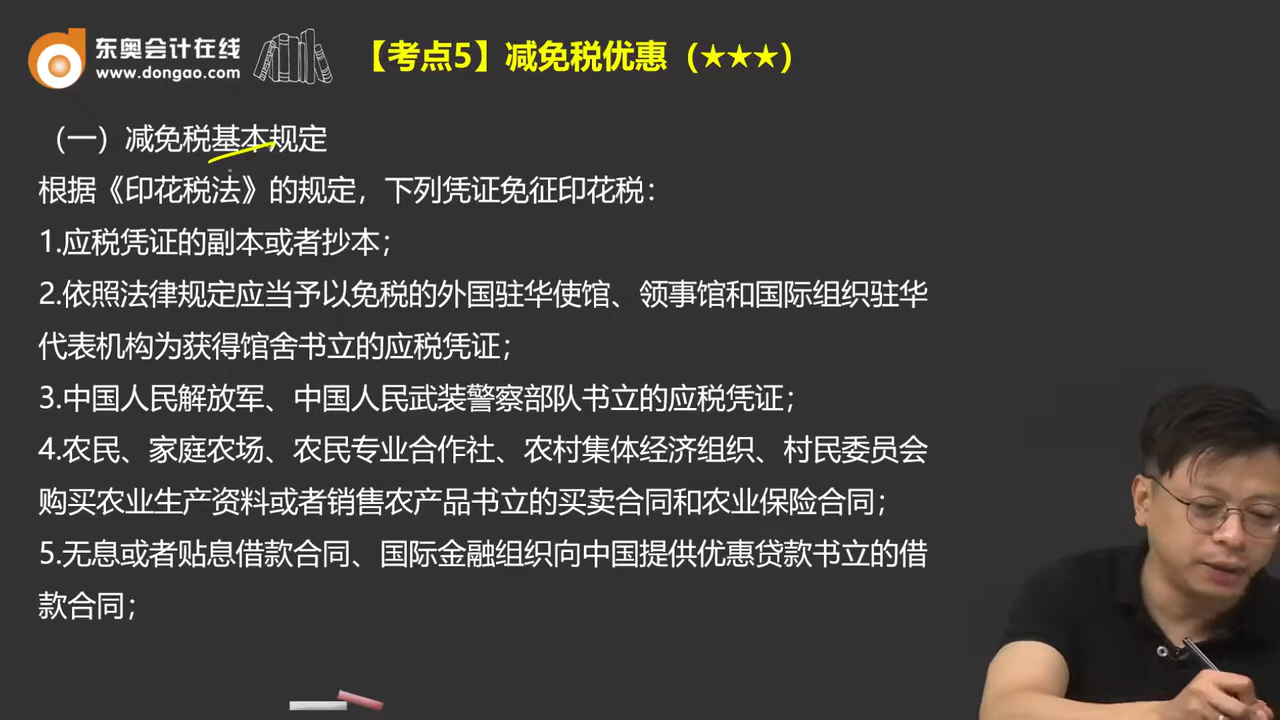 东奥会计在线
www.dongao.com
【考点5】减免税优惠（★★★）
（一）减免税基本规定
根据《印花税法》的规定，下列凭证免征印花税：
1.应税凭证的副本或者抄本；
2.依照法律规定应当予以免税的外国驻华使馆、领事馆和国际组织驻华
代表机构为获得馆舍书立的应税凭证；
3.中国人民解放军、中国人民武装警察部队书立的应税凭证；
4.农民、家庭农场、农民专业合作社、农村集体经济组织、村民委员会
购买农业生产资料或者销售农产品书立的买卖合同和农业保险合同；
5.无息或者贴息借款合同、国际金融组织向中国提供优惠贷款书立的借
款合同；